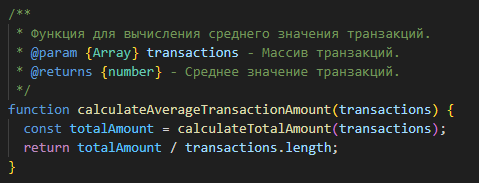 /**
 * Функция для вычисления среднего значения транзакций.
 * @param {Array} transactions - Массив транзакций.
 * @returns {number} - Среднее значение транзакций.
 */
function calculateAverageTransactionAmount(transactions) {
  const totalAmount = calculateTotalAmount(transactions);
  return totalAmount / transactions.length;
}